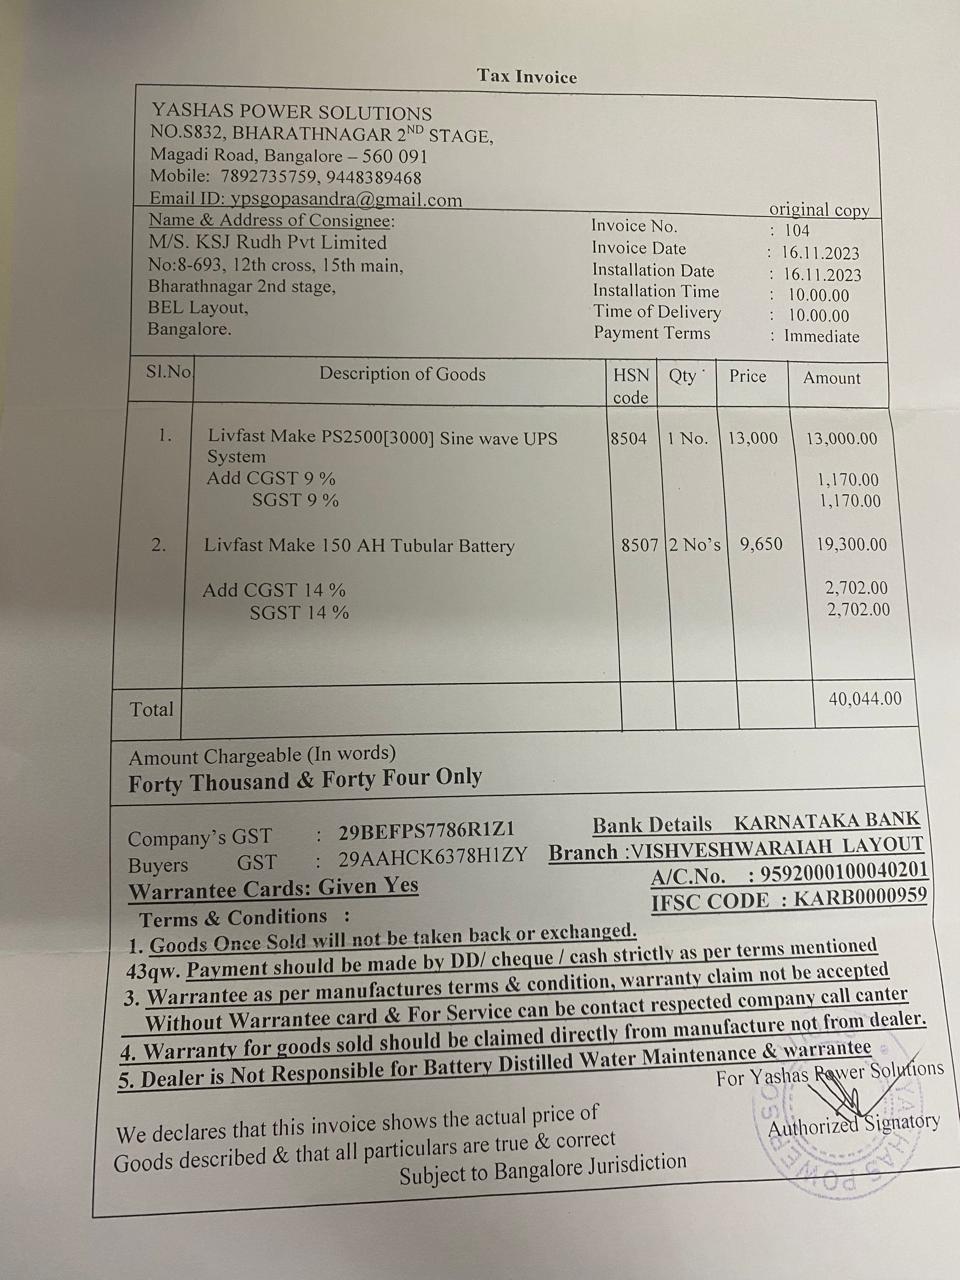 Tax Invoice
YASHAS POWER SOLUTIONS
NO.S832, BHARATHNAGAR 2ND STAGE,
Magadi Road, Bangalore – 560 091
Mobile: 7892735759, 9448389468
Email ID: ypsgopasandra@gmail.com
original copy
Name & Address of Consignee:
M/S. KSJ Rudh Pvt Limited
No:8-693, 12th cross, 15th main,
Bharathnagar 2nd stage,
BEL Layout,
Bangalore.
Invoice No. : 104
Invoice Date : 16.11.2023
Installation Date : 16.11.2023
Installation Time : 10.00.00
Time of Delivery : 10.00.00
Payment Terms : Immediate
Sl.No Description of Goods HSN code Qty Price Amount
1. Livfast Make PS2500[3000] Sine wave UPS 8504 1 No. 13,000 13,000.00
System
Add CGST 9 % 1,170.00
SGST 9 % 1,170.00
2. Livfast Make 150 AH Tubular Battery 8507 2 No's 9,650 19,300.00
Add CGST 14 % 2,702.00
SGST 14 % 2,702.00
Total 40,044.00
Amount Chargeable (In words)
Forty Thousand & Forty Four Only
Company's GST : 29BEFPS7786R1Z1
Buyers GST : 29AAHCK6378H1ZY
Warrantee Cards: Given Yes
Bank Details KARNATAKA BANK
Branch :VISHVESHWARAIAH LAYOUT
A/C.No. : 9592000100040201
IFSC CODE : KARB0000959
Terms & Conditions :
1. Goods Once Sold will not be taken back or exchanged.
43qw. Payment should be made by DD/ cheque / cash strictly as per terms mentioned
3. Warrantee as per manufactures terms & condition, warranty claim not be accepted
Without Warrantee card & For Service can be contact respected company call canter
4. Warranty for goods sold should be claimed directly from manufacture not from dealer.
5. Dealer is Not Responsible for Battery Distilled Water Maintenance & warrantee
For Yashas Power Solutions
Authorized Signatory
We declares that this invoice shows the actual price of
Goods described & that all particulars are true & correct
Subject to Bangalore Jurisdiction
YASHAS POWER SO